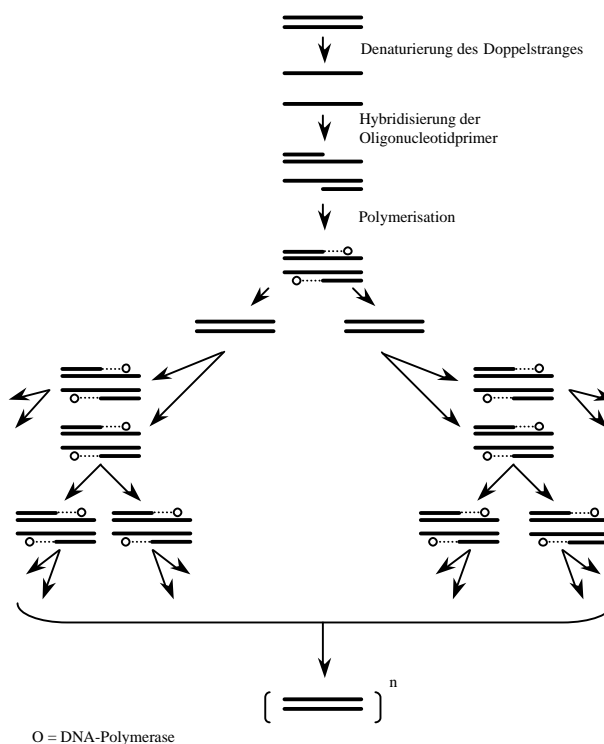 Denaturierung des Doppelstranges
Hybridisierung der
Oligonucleotidprimer
Polymerisation
n
O = DNA-Polymerase